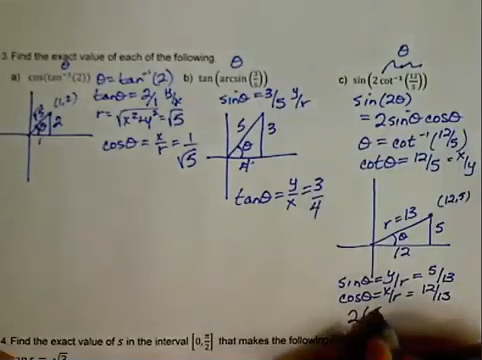 3. Find the exact value of each of the following.
a) cos(tan⁻¹(2))
θ
θ = tan⁻¹(2)
tanθ = 2/1 y/x
r = √x²+y² = √5
cosθ = x/r = 1/√5
(1,2)
√5
θ
2
1
b) tan(arcsin(3/5))
θ
sinθ = 3/5 y/r
5
3
θ
4
tanθ = y/x = 3/4
c) sin(2cot⁻¹(12/5))
θ
sin(2θ)
= 2sinθcosθ
θ = cot⁻¹(12/5)
cotθ = 12/5 = x/y
(12,5)
r = 13
5
θ
12
sinθ = y/r = 5/13
cosθ = x/r = 12/13
4. Find the exact value of s in the interval [0, π/2] that makes the following